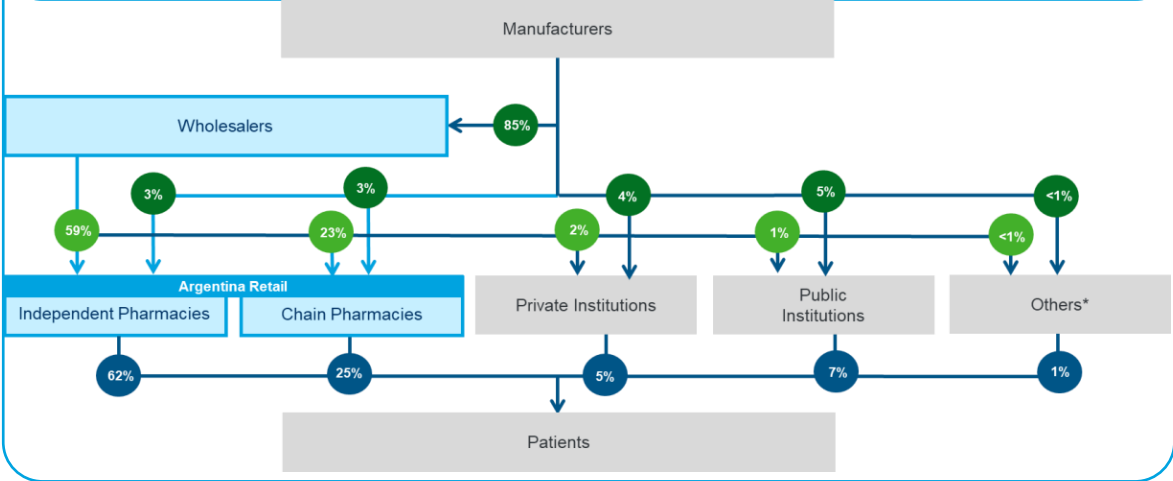 Manufacturers
Wholesalers
85%
3%
3%
4%
5%
<1%
59%
23%
2%
1%
<1%
Argentina Retail
Independent Pharmacies
Chain Pharmacies
Private Institutions
Public
Institutions
Others*
62%
25%
5%
7%
1%
Patients